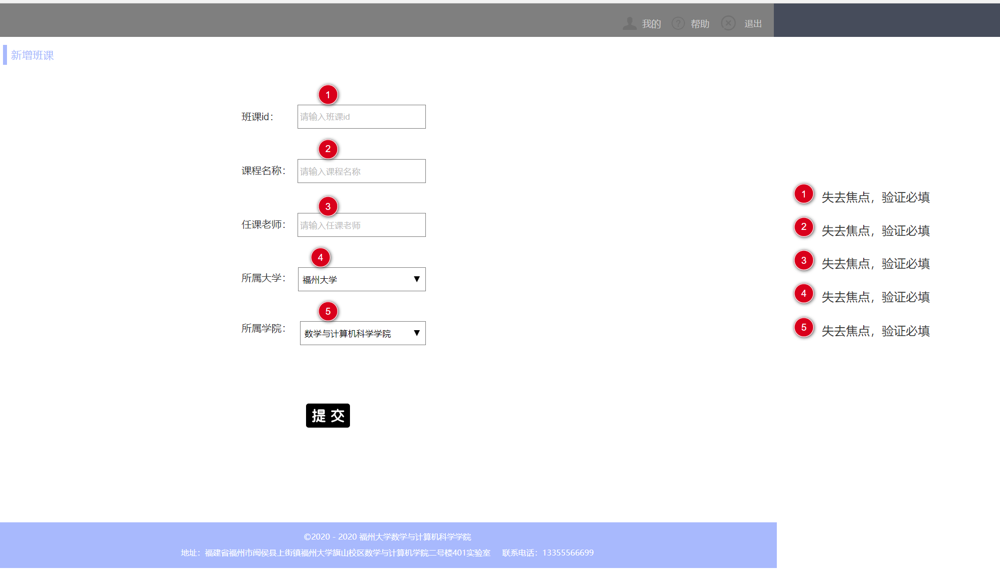 我的 帮助 退出
新增班课
1
班课id： 请输入班课id
2
课程名称： 请输入课程名称
3
任课老师： 请输入任课老师
4
所属大学： 福州大学 ▼
5
所属学院： 数学与计算机科学学院 ▼
提 交
1 失去焦点，验证必填
2 失去焦点，验证必填
3 失去焦点，验证必填
4 失去焦点，验证必填
5 失去焦点，验证必填
©2020 - 2020 福州大学数学与计算机科学学院
地址：福建省福州市闽侯县上街镇福州大学旗山校区数学与计算机学院二号楼401实验室 联系电话：13355566699